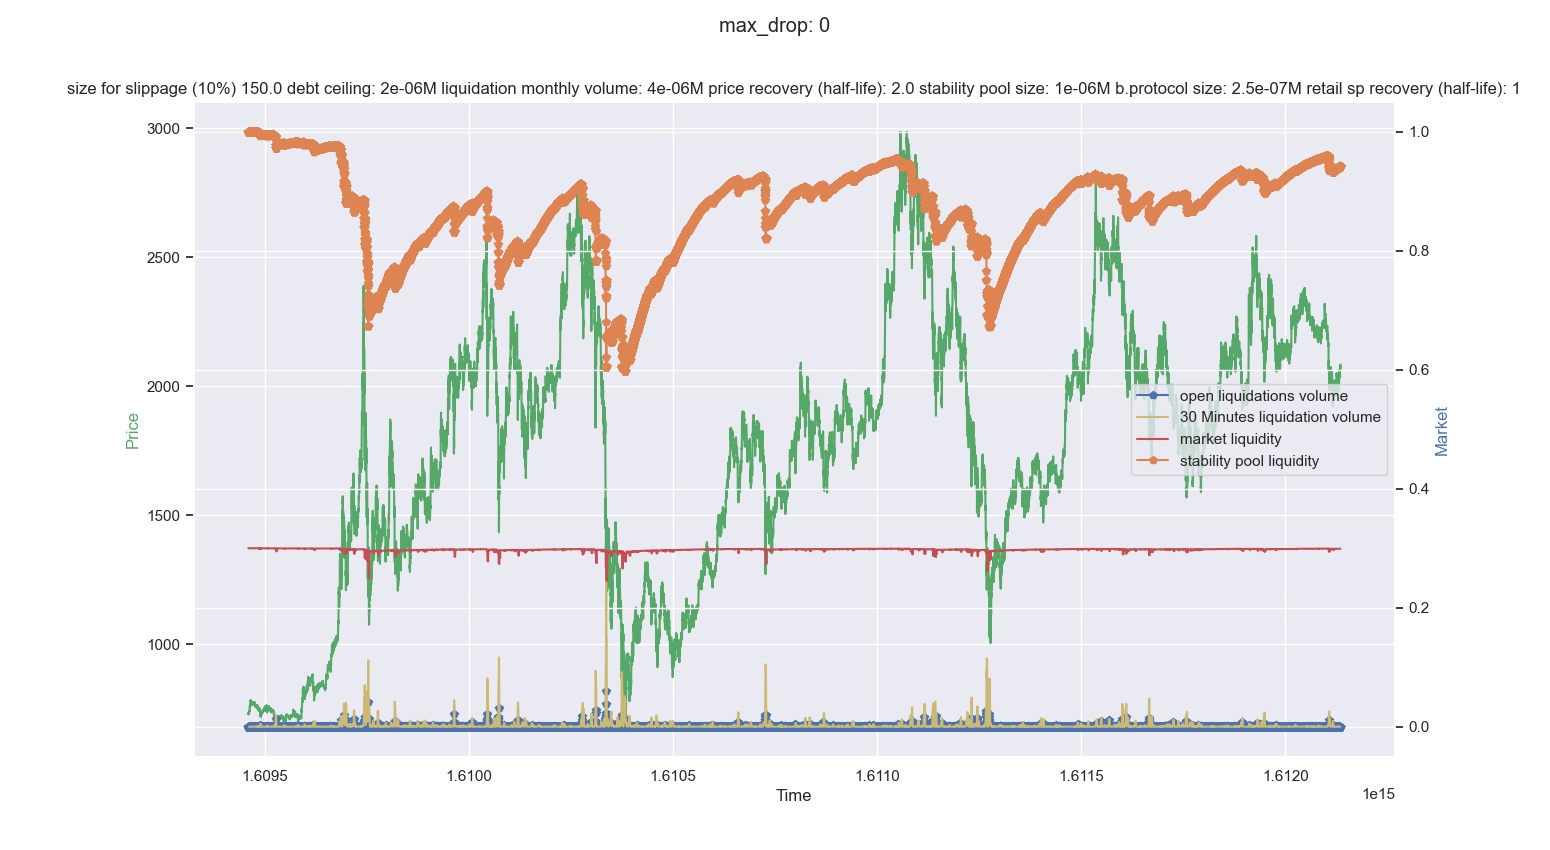 max_drop: 0
size for slippage (10%) 150.0 debt ceiling: 2e-06M liquidation monthly volume: 4e-06M price recovery (half-life): 2.0 stability pool size: 1e-06M b.protocol size: 2.5e-07M retail sp recovery (half-life): 1
3000
2500
2000
1500
1000
Price
1.0
0.8
0.6
0.4
0.2
0.0
Market
open liquidations volume
30 Minutes liquidation volume
market liquidity
stability pool liquidity
1.6095 1.6100 1.6105 1.6110 1.6115 1.6120
Time
1e15